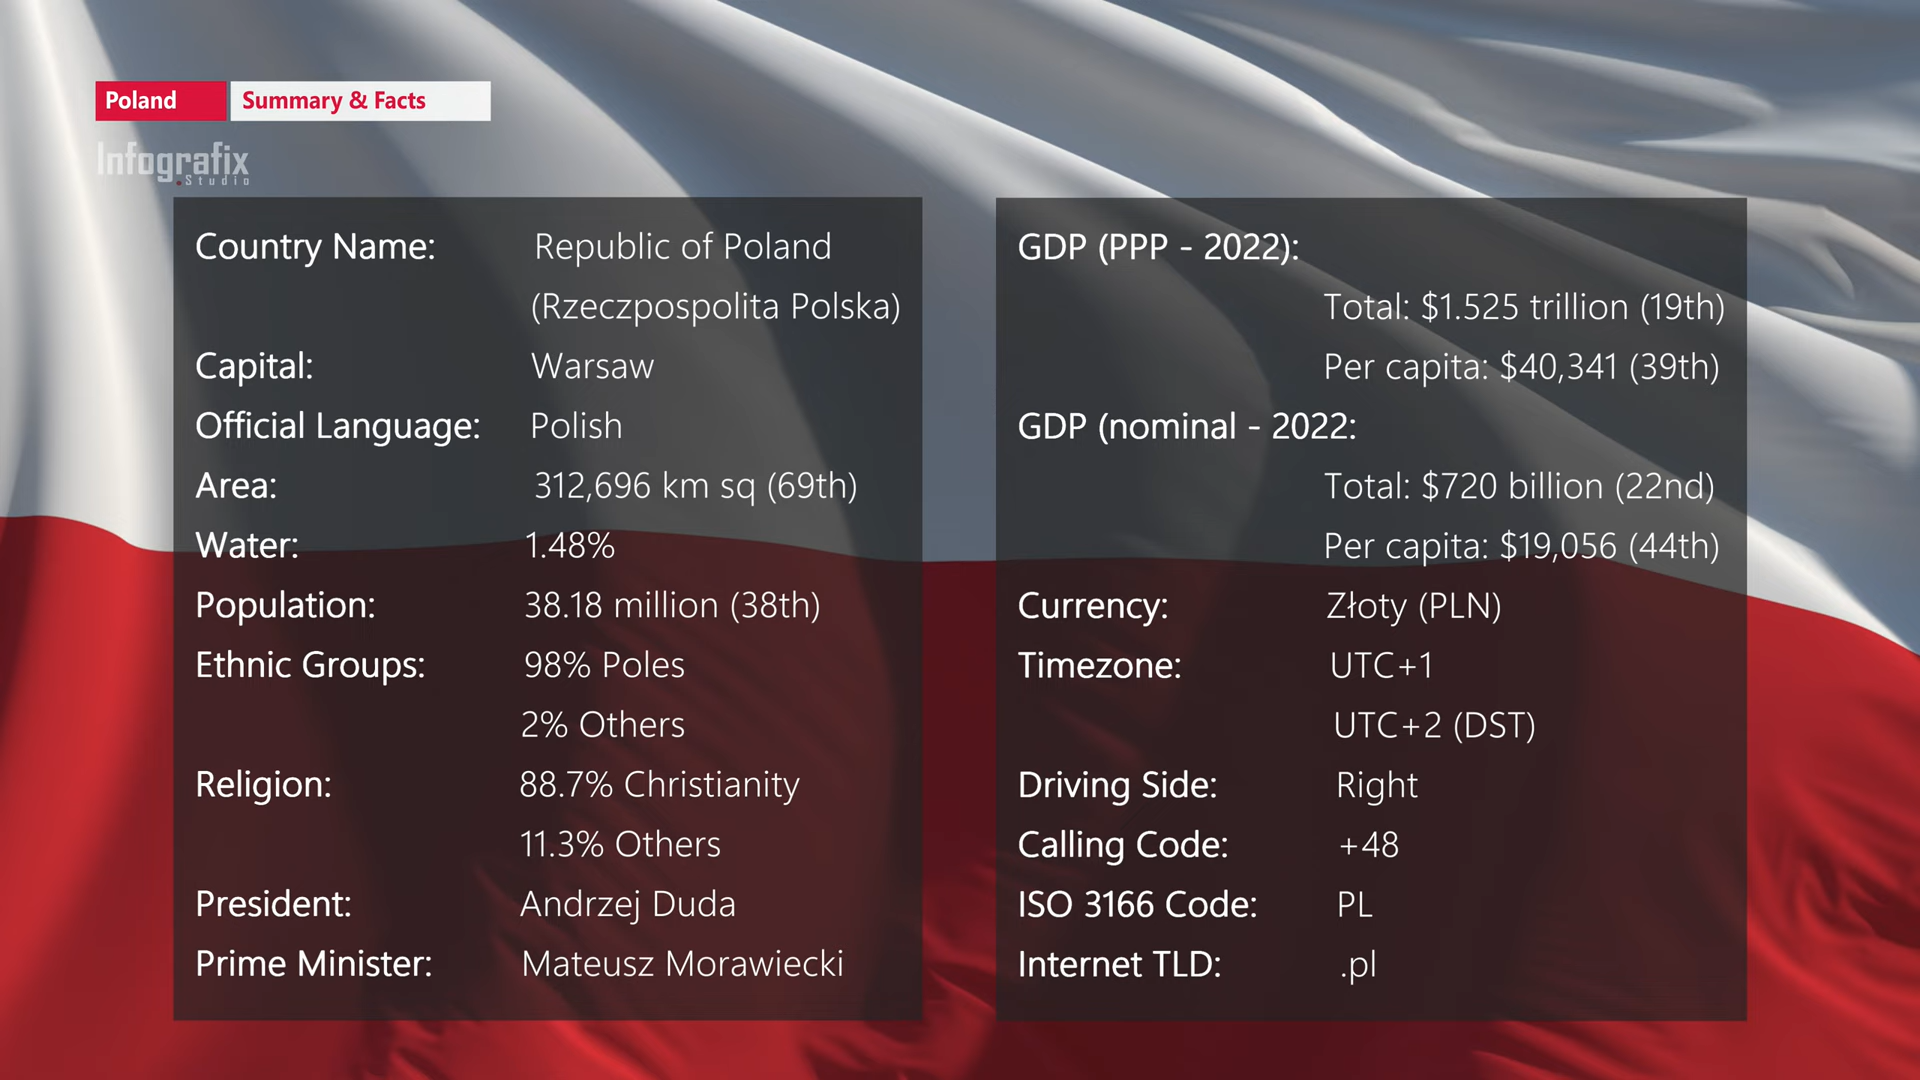 Poland Summary & Facts
Infografix
.Studio
Country Name: Republic of Poland
(Rzeczpospolita Polska)
Capital: Warsaw
Official Language: Polish
Area: 312,696 km sq (69th)
Water: 1.48%
Population: 38.18 million (38th)
Ethnic Groups: 98% Poles
2% Others
Religion: 88.7% Christianity
11.3% Others
President: Andrzej Duda
Prime Minister: Mateusz Morawiecki
GDP (PPP - 2022):
Total: $1.525 trillion (19th)
Per capita: $40,341 (39th)
GDP (nominal - 2022:
Total: $720 billion (22nd)
Per capita: $19,056 (44th)
Currency: Złoty (PLN)
Timezone: UTC+1
UTC+2 (DST)
Driving Side: Right
Calling Code: +48
ISO 3166 Code: PL
Internet TLD: .pl